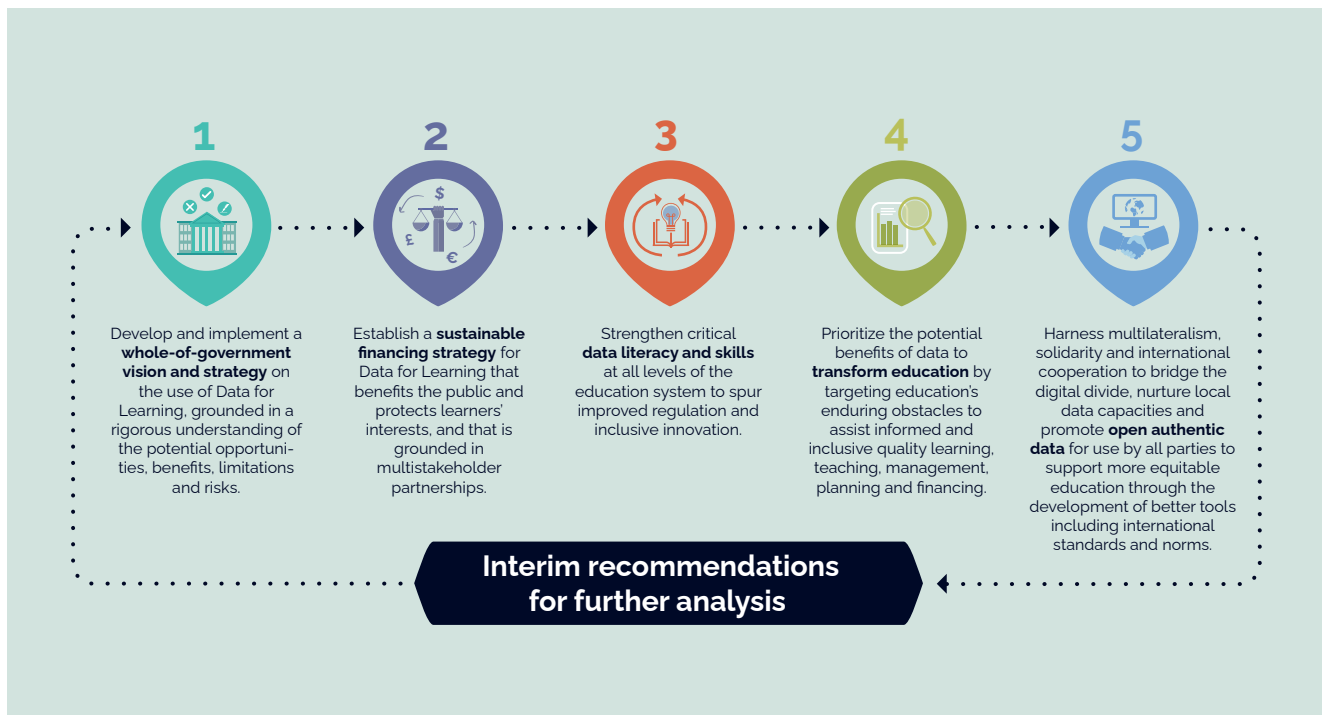 1
Develop and implement a
whole-of-government
vision and strategy on
the use of Data for
Learning, grounded in a
rigorous understanding of
the potential opportuni-
ties, benefits, limitations
and risks.
2
$
£
€
Establish a sustainable
financing strategy for
Data for Learning that
benefits the public and
protects learners’
interests, and that is
grounded in
multistakeholder
partnerships.
3
Strengthen critical
data literacy and skills
at all levels of the
education system to spur
improved regulation and
inclusive innovation.
4
Prioritize the potential
benefits of data to
transform education by
targeting education’s
enduring obstacles to
assist informed and
inclusive quality learning,
teaching, management,
planning and financing.
5
Harness multilateralism,
solidarity and international
cooperation to bridge the
digital divide, nurture local
data capacities and
promote open authentic
data for use by all parties to
support more equitable
education through the
development of better tools
including international
standards and norms.
Interim recommendations
for further analysis